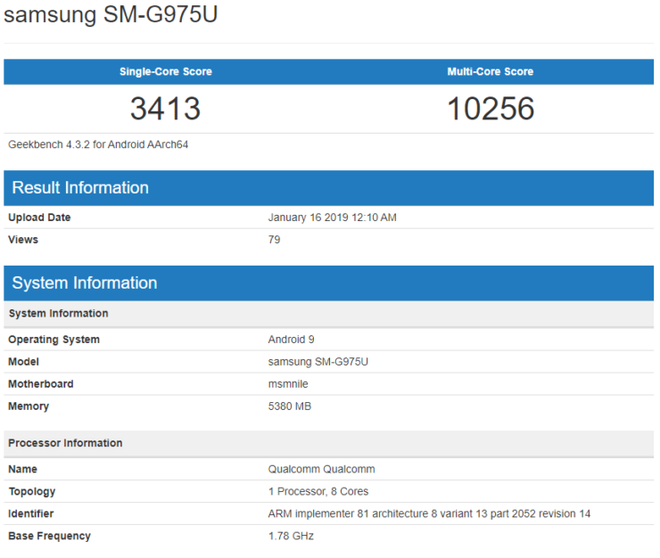 samsung SM-G975U
Single-Core Score Multi-Core Score
3413 10256
Geekbench 4.3.2 for Android AArch64
Result Information
Upload Date January 16 2019 12:10 AM
Views 79
System Information
System Information
Operating System Android 9
Model samsung SM-G975U
Motherboard msmnile
Memory 5380 MB
Processor Information
Name Qualcomm Qualcomm
Topology 1 Processor, 8 Cores
Identifier ARM implementer 81 architecture 8 variant 13 part 2052 revision 14
Base Frequency 1.78 GHz